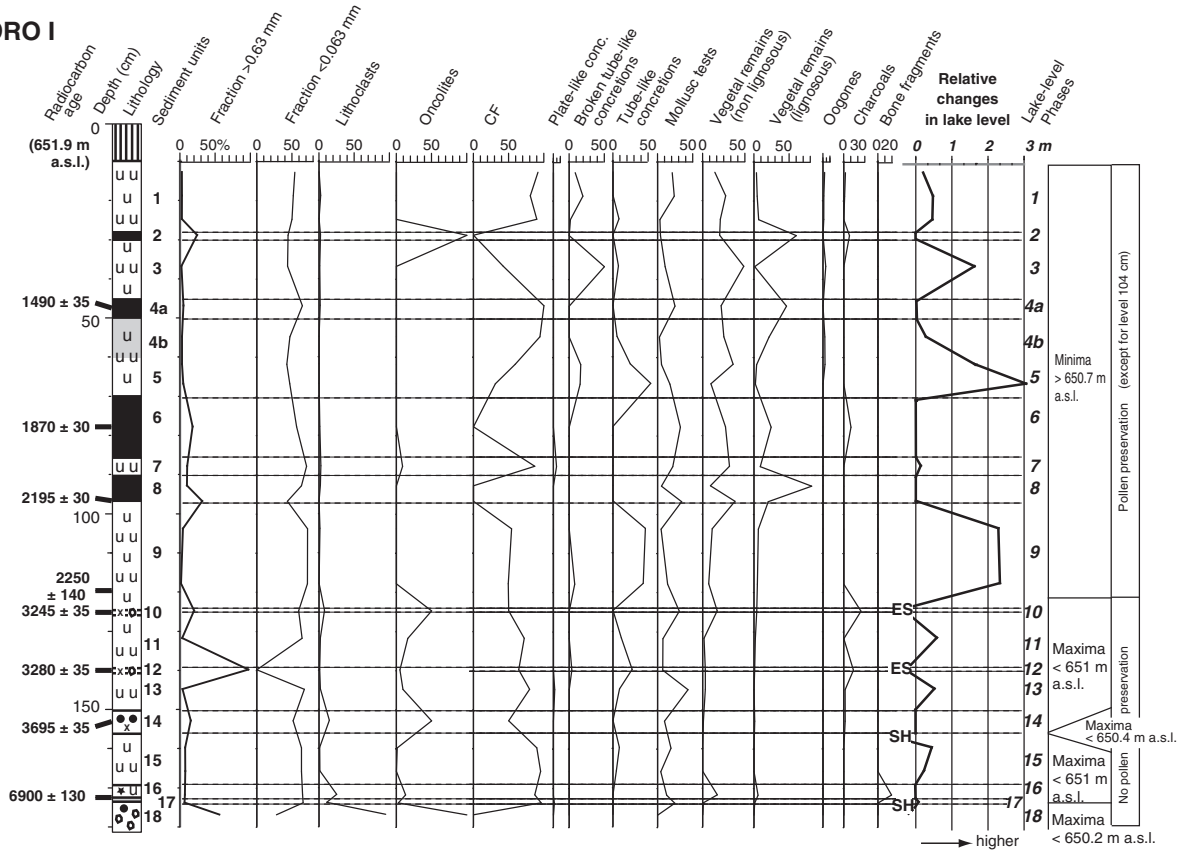 ORO I
Radiocarbon age
Depth (cm)
Lithology
Sediment units
Fraction >0.63 mm
Fraction <0.063 mm
Lithoclasts
Oncolites
CF
Plate-like conc.
Broken tube-like concretions
Tube-like concretions
Mollusc tests
Vegetal remains (non lignosous)
Vegetal remains (lignosous)
Oogones
Charcoals
Bone fragments
Relative changes in lake level
Lake-level Phases
0
(651.9 m a.s.l.)
0 50% 0 50 0 50 0 50 0 50 0 500 50 500 0 50 0 30 020 0 1 2 3 m
u u
u
u u
1
1
2
2
u
u u
u
3
3
1490 ± 35
4a
4a
50
u
4b
4b
u u
u
5
5
Minima > 650.7 m a.s.l.
6
6
1870 ± 30
u u
7
7
8
8
2195 ± 30
100
u
u u
u
u u
u
9
9
2250 ± 140
3245 ± 35
x
10
ES
10
u
u u
11
11
3280 ± 35
x
12
ES
12
u u
13
13
Maxima < 651 m a.s.l.
150
3695 ± 35
x
14
14
SH
Maxima < 650.4 m a.s.l.
u
u u
15
15
Maxima < 651 m a.s.l.
u
16
16
6900 ± 130
17
SH
17
18
18
Maxima < 650.2 m a.s.l.
higher
Pollen preservation (except for level 104 cm)
No pollen preservation